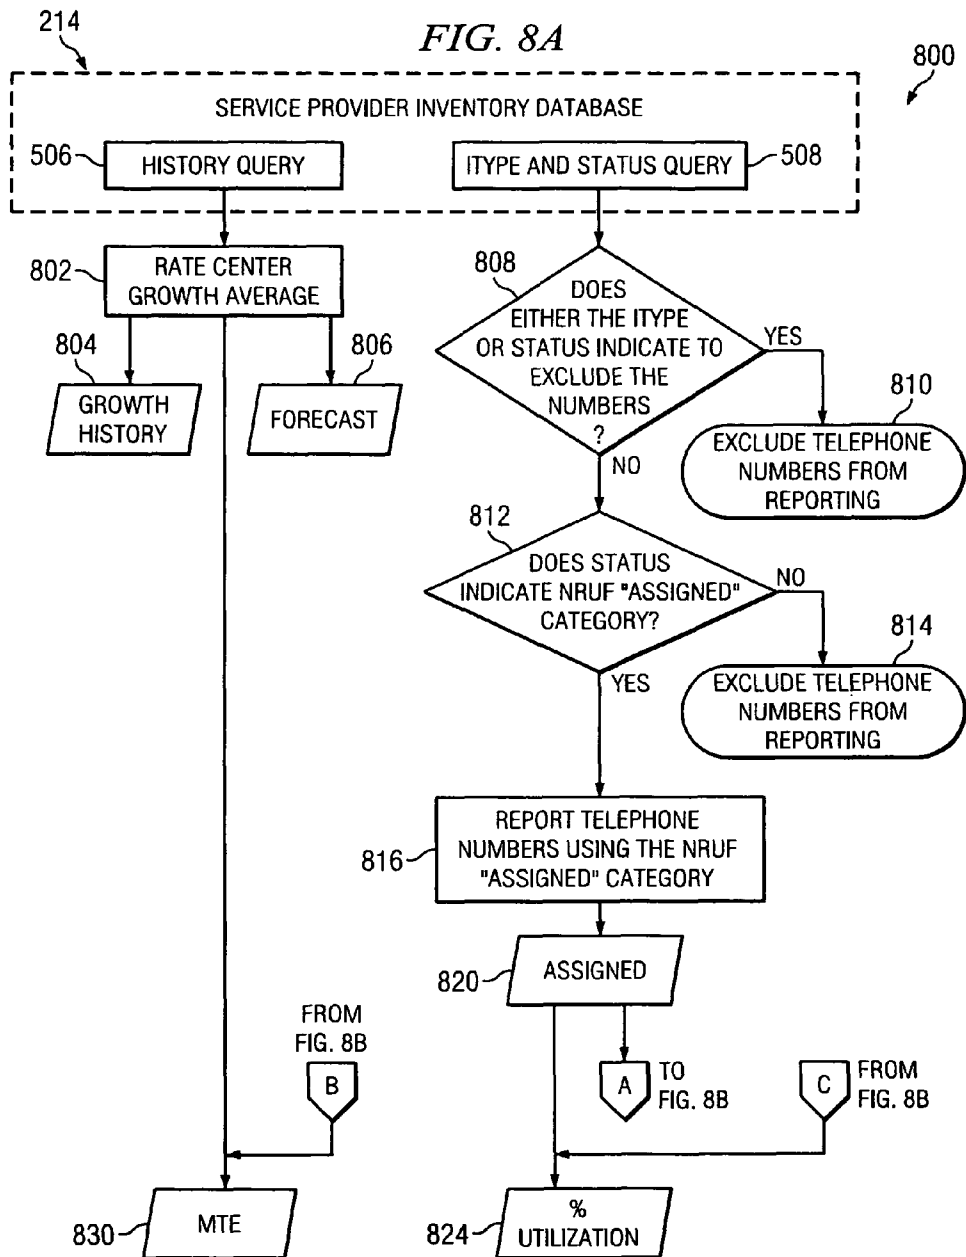 FIG. 8A
214
800
SERVICE PROVIDER INVENTORY DATABASE
506
HISTORY QUERY
ITYPE AND STATUS QUERY
508
802
RATE CENTER
GROWTH AVERAGE
804
GROWTH
HISTORY
806
FORECAST
808
DOES
EITHER THE ITYPE
OR STATUS INDICATE TO
EXCLUDE THE
NUMBERS
?
YES
NO
810
EXCLUDE TELEPHONE
NUMBERS FROM
REPORTING
812
DOES STATUS
INDICATE NRUF "ASSIGNED"
CATEGORY?
NO
YES
814
EXCLUDE TELEPHONE
NUMBERS FROM
REPORTING
816
REPORT TELEPHONE
NUMBERS USING THE NRUF
"ASSIGNED" CATEGORY
820
ASSIGNED
FROM
FIG. 8B
B
A
TO
FIG. 8B
C
FROM
FIG. 8B
830
MTE
824
%
UTILIZATION